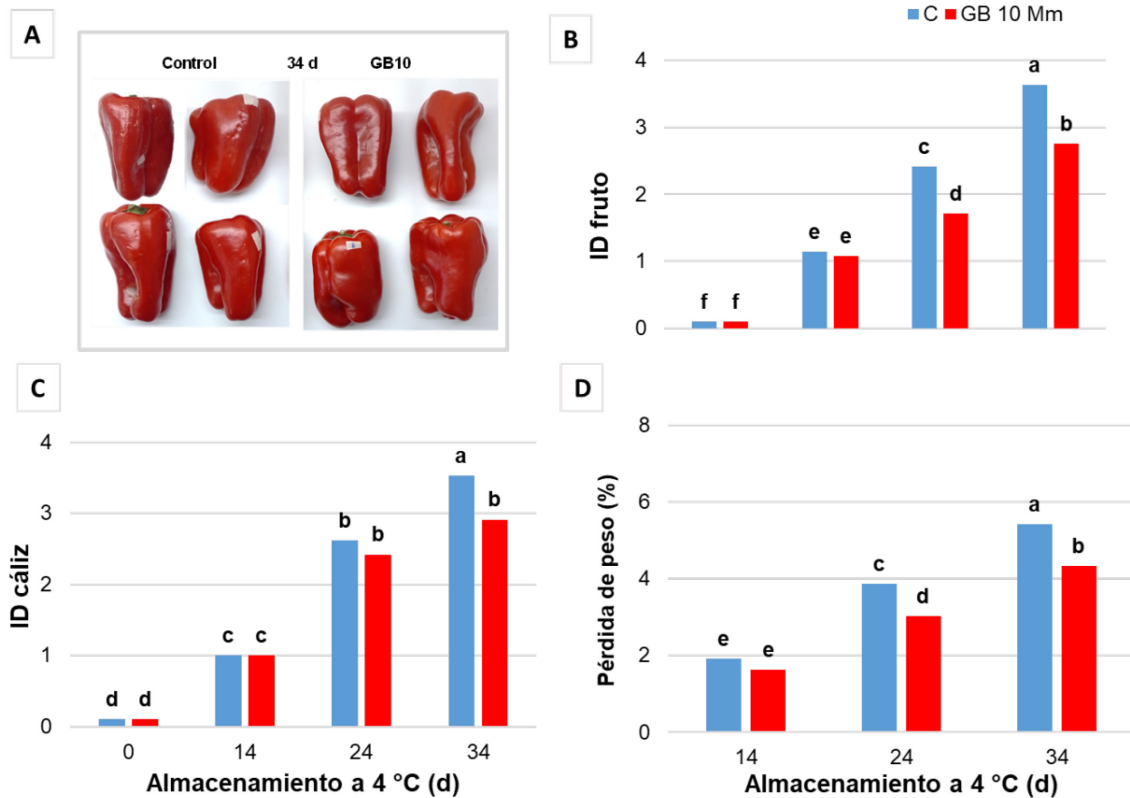 A
Control 34 d GB10
B
C GB 10 Mm
ID fruto
4
3
2
1
0
f f
e e
c
d
a
b
C
ID cáliz
4
3
2
1
0
d d
c c
b b
a
b
0 14 24 34
Almacenamiento a 4 °C (d)
D
Pérdida de peso (%)
8
6
4
2
0
e e
c
d
a
b
14 24 34
Almacenamiento a 4 °C (d)